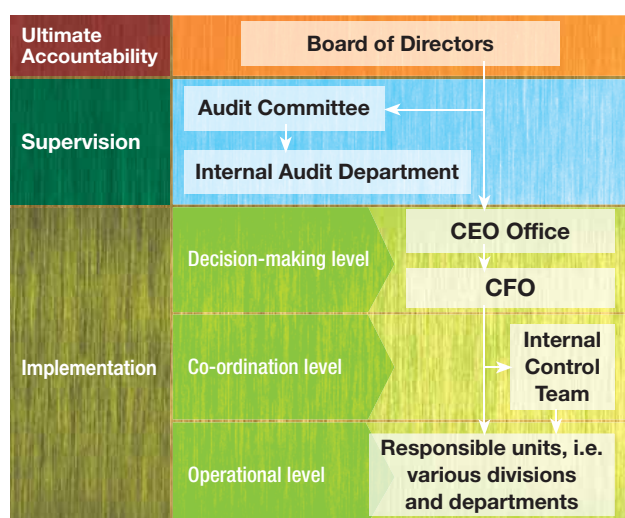 Ultimate
Accountability
Board of Directors
Supervision
Audit Committee
Internal Audit Department
Implementation
Decision-making level
CEO Office
CFO
Co-ordination level
Internal
Control
Team
Operational level
Responsible units, i.e.
various divisions
and departments